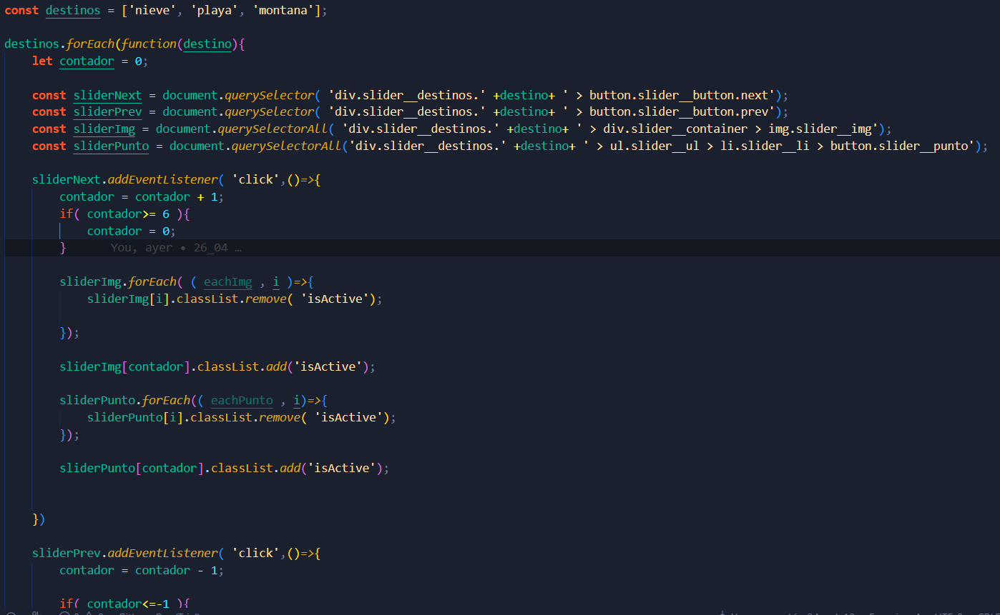 const destinos = ['nieve', 'playa', 'montana'];
destinos.forEach(function(destino){
let contador = 0;
const sliderNext = document.querySelector( 'div.slider__destinos.' +destino+ ' > button.slider__button.next');
const sliderPrev = document.querySelector( 'div.slider__destinos.' +destino+ ' > button.slider__button.prev');
const sliderImg = document.querySelectorAll( 'div.slider__destinos.' +destino+ ' > div.slider__container > img.slider__img');
const sliderPunto = document.querySelectorAll('div.slider__destinos.' +destino+ ' > ul.slider__ul > li.slider__li > button.slider__punto');
sliderNext.addEventListener( 'click',()=>{
contador = contador + 1;
if( contador>= 6 ){
contador = 0;
} You, ayer • 26_04 …
sliderImg.forEach( ( eachImg , i )=>{
sliderImg[i].classList.remove( 'isActive');
});
sliderImg[contador].classList.add('isActive');
sliderPunto.forEach(( eachPunto , i)=>{
sliderPunto[i].classList.remove( 'isActive');
});
sliderPunto[contador].classList.add('isActive');
})
sliderPrev.addEventListener( 'click',()=>{
contador = contador - 1;
if( contador<=-1 ){